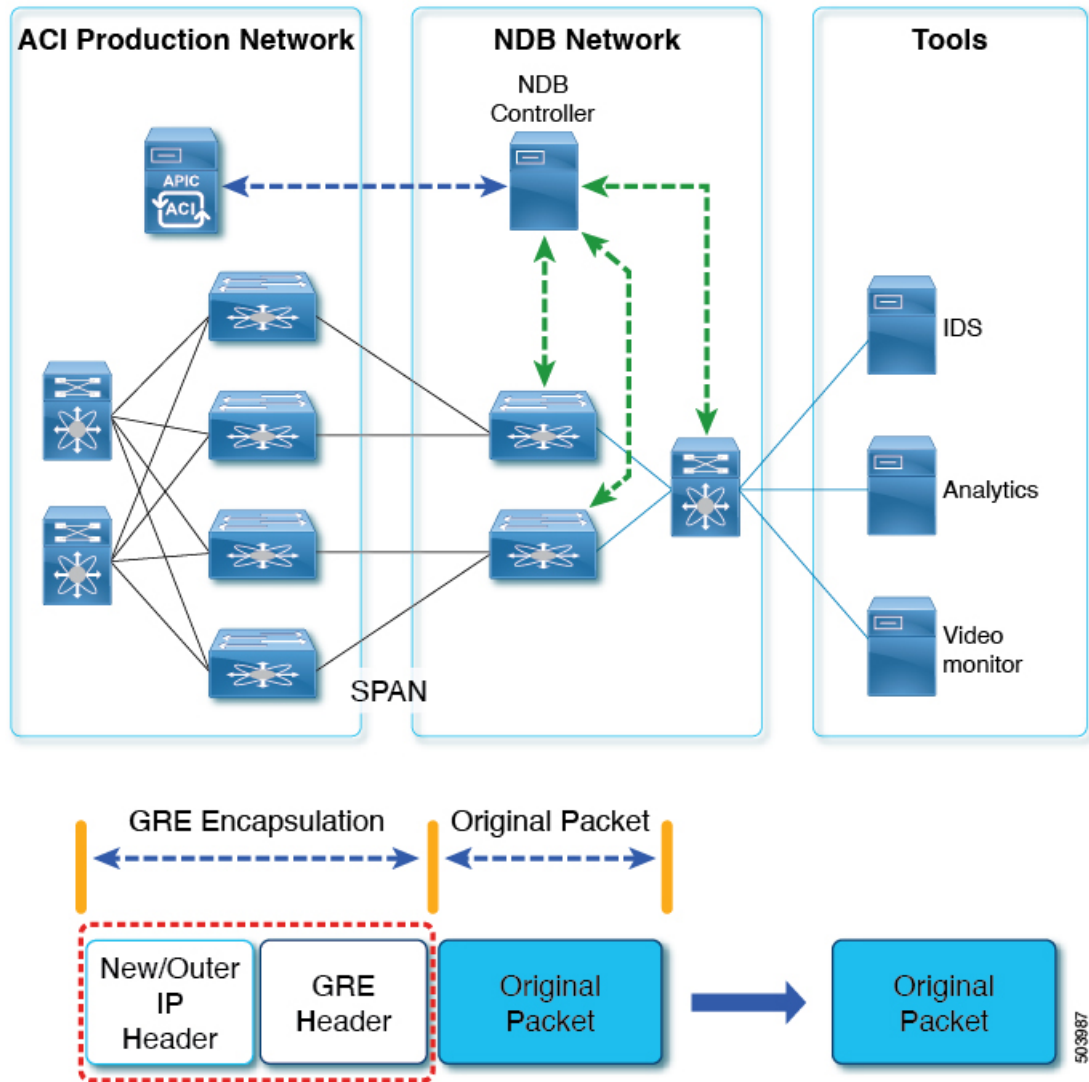 ACI Production Network
NDB Network
Tools
NDB
Controller
APIC
ACI
IDS
Analytics
Video
monitor
SPAN
GRE Encapsulation
Original Packet
New/Outer
IP
Header
GRE
Header
Original
Packet
Original
Packet
503987